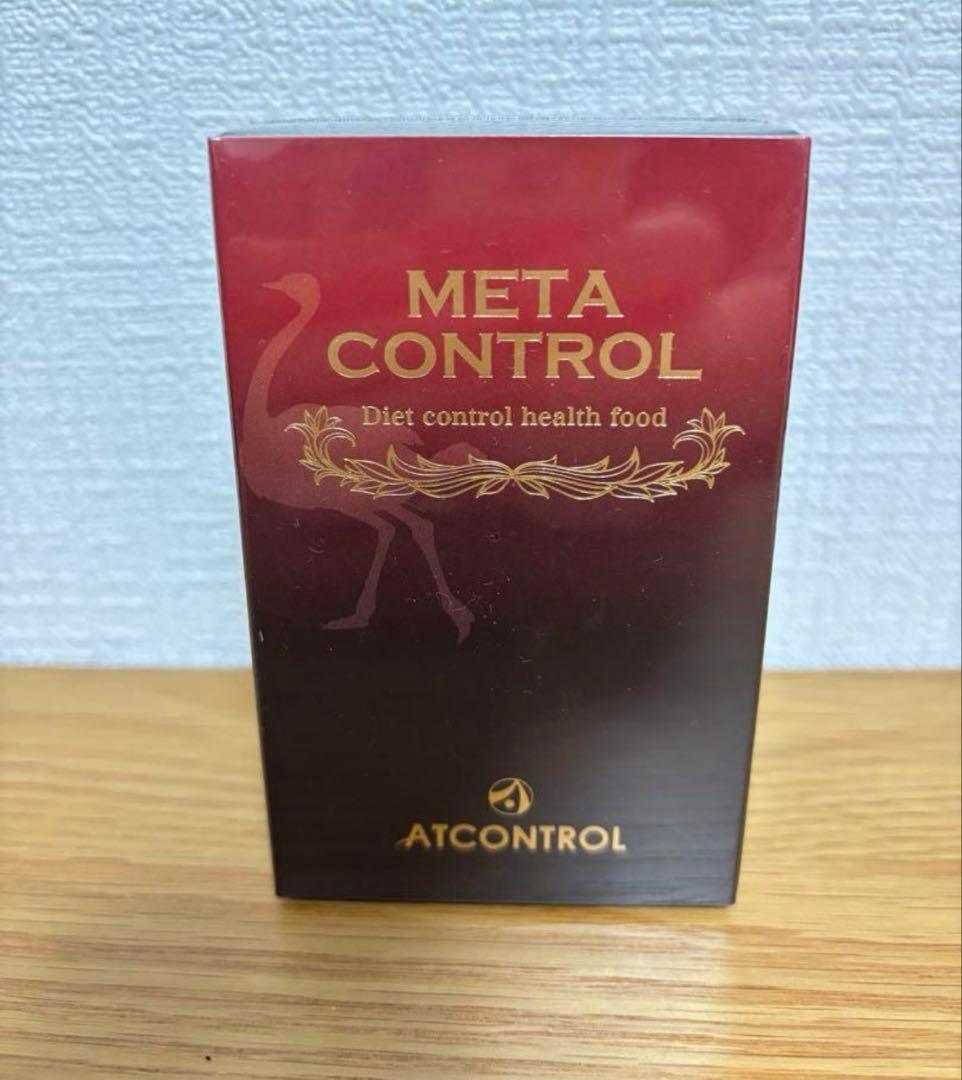 META
CONTROL
Diet control health food
ATCONTROL